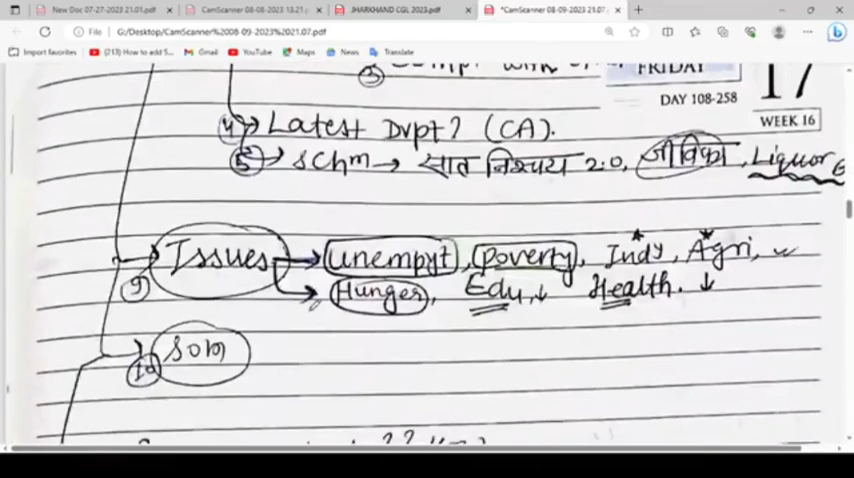 New Doc 07-27-2023 21.01.pdf × CamScanner 08-08-2023 13.21.p × JHARKHAND CGL 2023.pdf × *CamScanner 08-09-2023 21.07 ×
File G:/Desktop/CamScanner%2008-09-2023%2021.07.pdf
Import favorites (213) How to add S... Gmail YouTube Maps News Translate
③ with
FRIDAY 17
DAY 108-258
WEEK 16
④ Latest Dvpt? (CA).
⑤ → schm → सात निश्चय 2.0, जीविका, Liquor
⑨ Issues → unempyt, poverty, Indy, Agri,
→ Hunger, Edu↓, Health. ↓
⑩